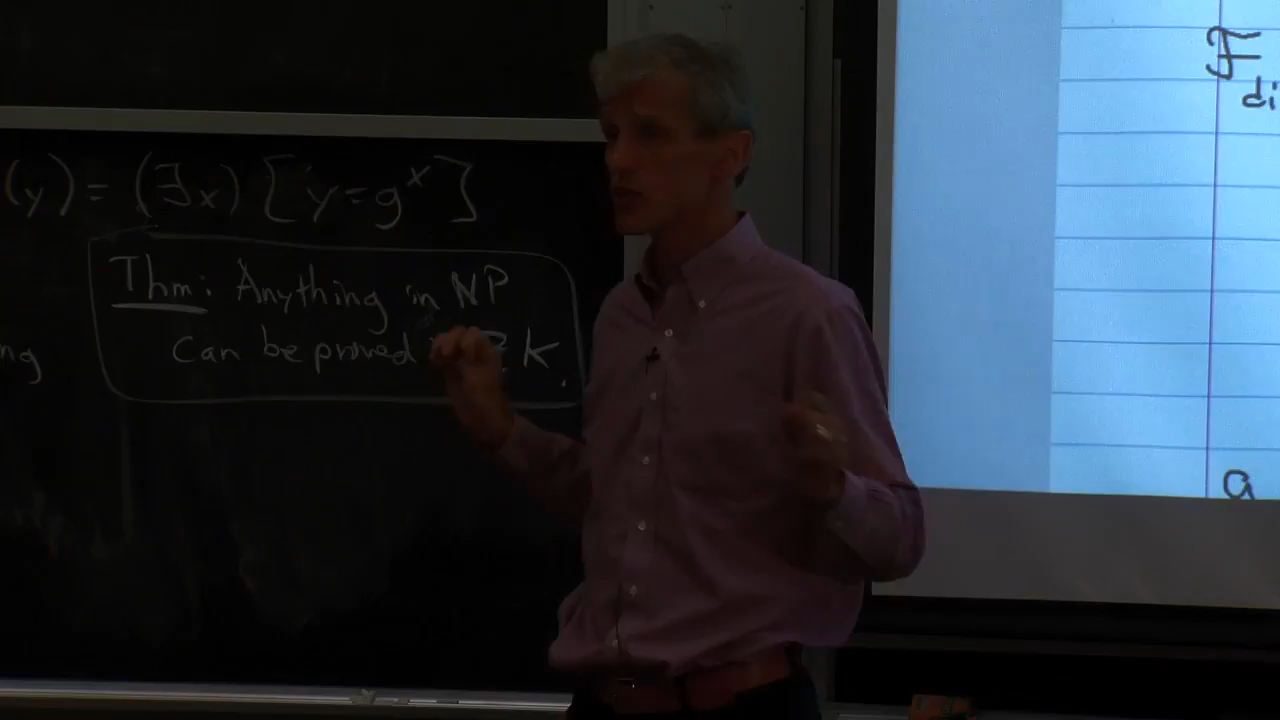 (y) = (∃x) [y=g^x]
Thm: Anything in NP
can be proved K.
ng
di
a